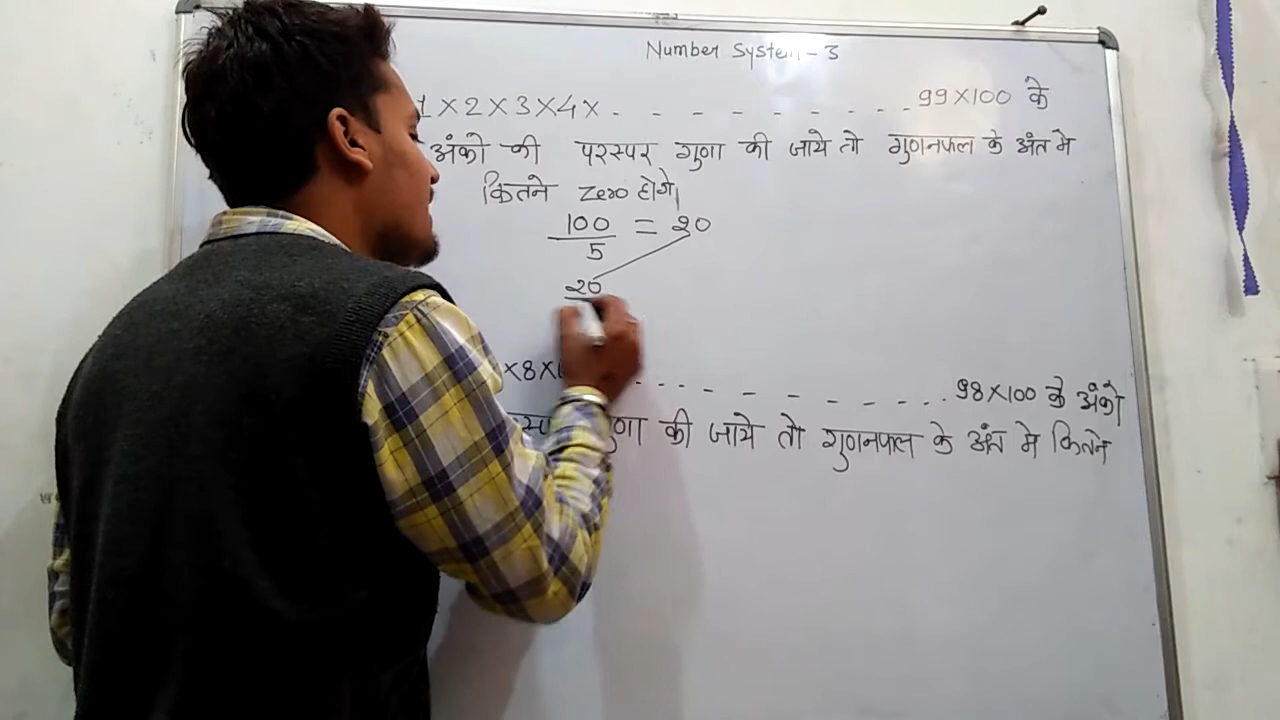 Number System - 3
1 × 2 × 3 × 4 × - - - - - - - - - - 99 × 100 के
अंको की परस्पर गुणा की जाये तो गुणनफल के अंत मे
कितने Zero होगे।
100 = 20
5
20
× 8 × - - - - - - - - - 98 × 100 के अंको
गुणा की जाये तो गुणनफल के अंत मे कितने